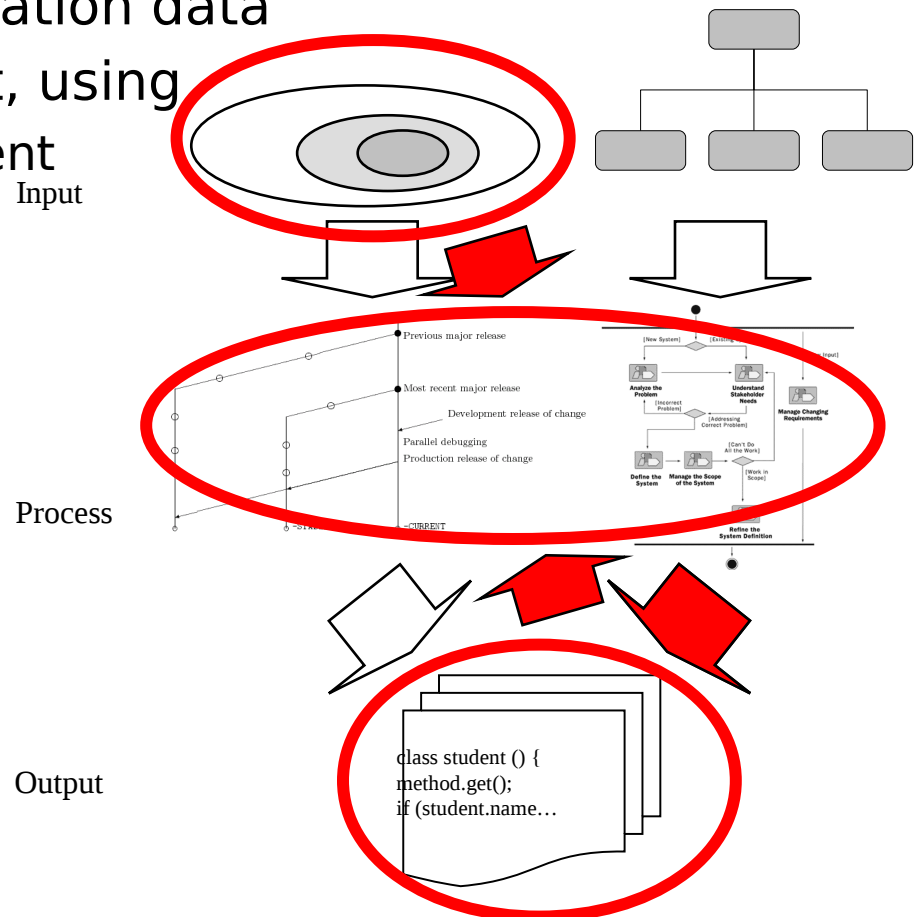 ation data
t, using
ent
Input
Previous major release
Most recent major release
Development release of change
Parallel debugging
Production release of change
-CURRENT
[New System]
Analyze the
Problem
Understand
Stakeholder
Needs
Input]
Manage Changing
Requirements
[Incorrect
Problem]
[Addressing
Correct Problem]
[Can't Do
All the Work]
Define the
System
Manage the Scope
of the System
[Work in
Scope]
Refine the
System Definition
Process
Output
class student () {
method.get();
if (student.name…